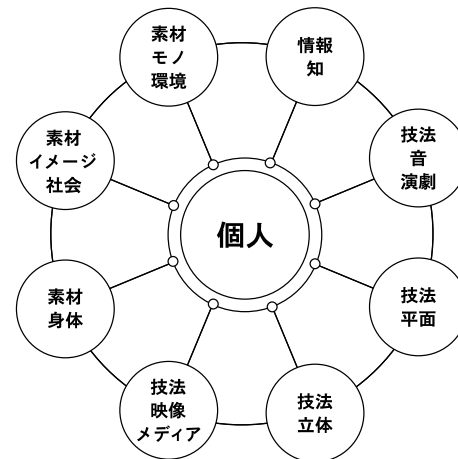 素材
モノ
環境
情報
知
素材
イメージ
社会
技法
音
演劇
個人
素材
身体
技法
平面
技法
映像
メディア
技法
立体